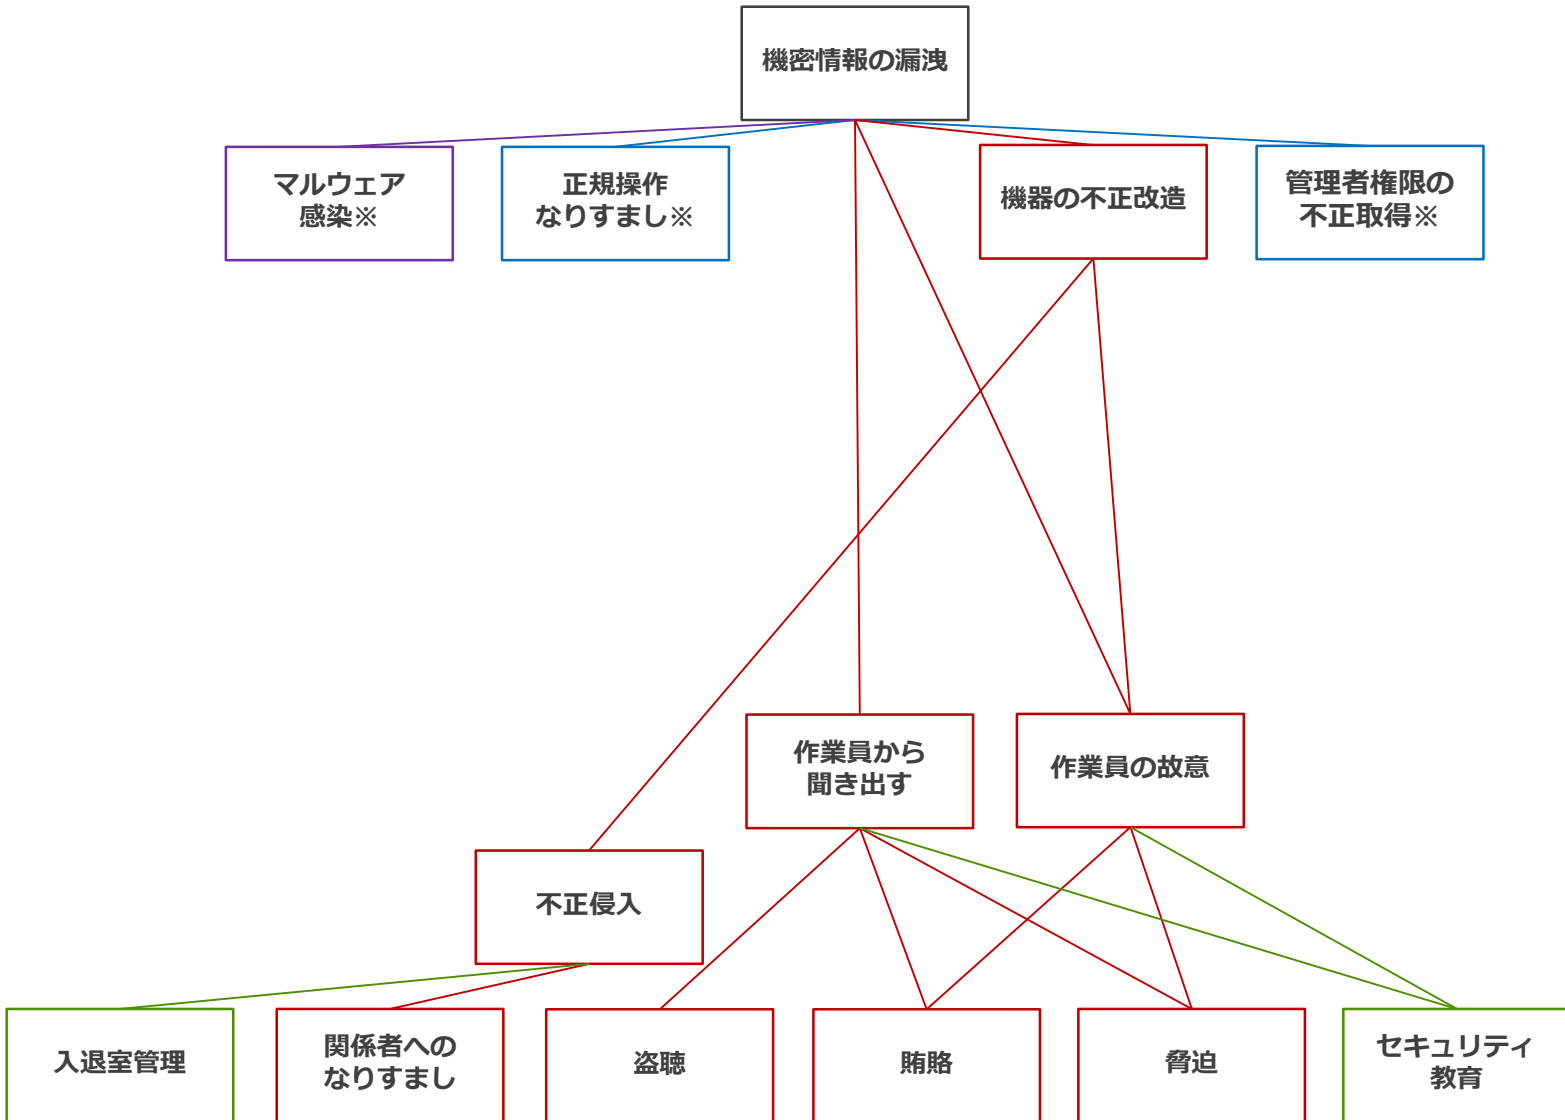 機密情報の漏洩
マルウェア
感染※
正規操作
なりすまし※
機器の不正改造
管理者権限の
不正取得※
作業員から
聞き出す
作業員の故意
不正侵入
入退室管理
関係者への
なりすまし
盗聴
賄賂
脅迫
セキュリティ
教育